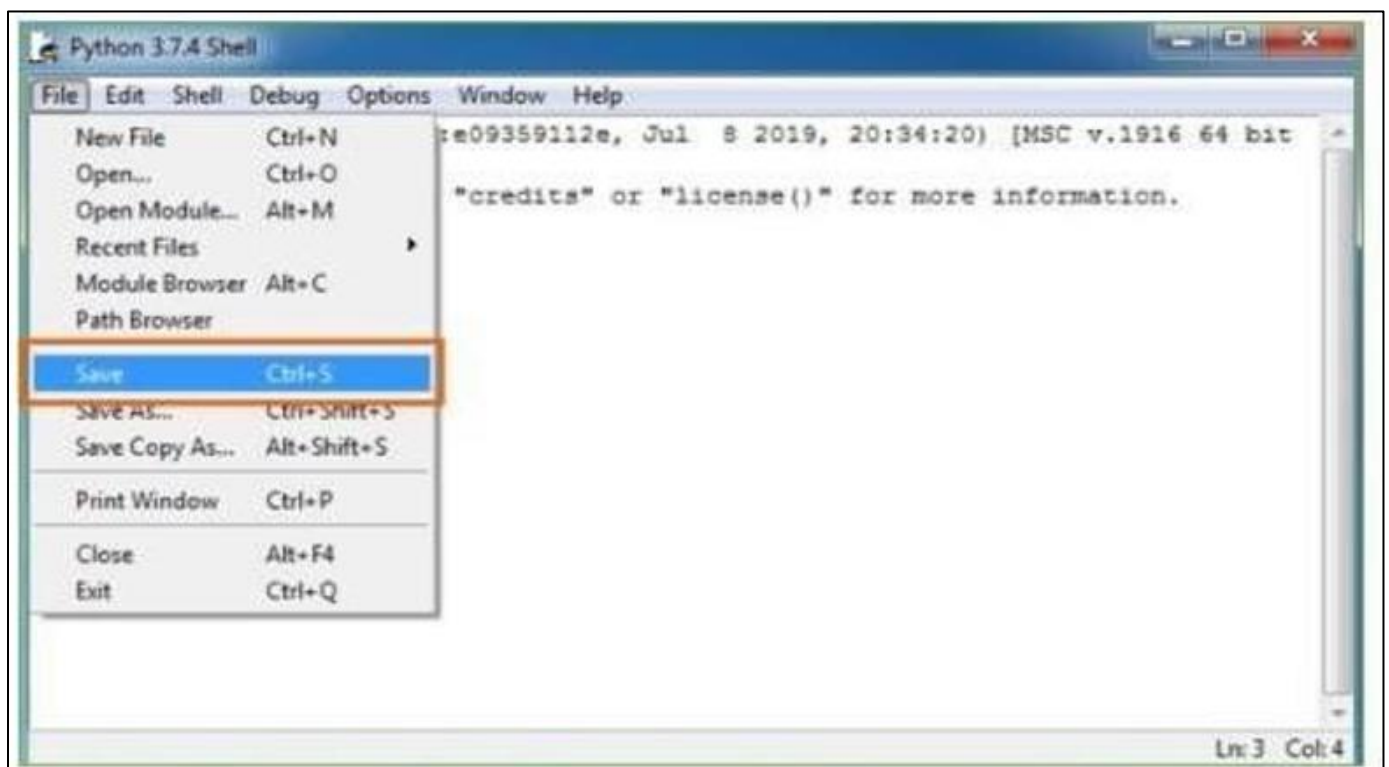 Python 3.7.4 Shell
File Edit Shell Debug Options Window Help
New File Ctrl+N :e09359112e, Jul 8 2019, 20:34:20) [MSC v.1916 64 bit
Open... Ctrl+O
Open Module... Alt+M "credits" or "license()" for more information.
Recent Files
Module Browser Alt+C
Path Browser
Save Ctrl+S
Save As... Ctrl+Shift+S
Save Copy As... Alt+Shift+S
Print Window Ctrl+P
Close Alt+F4
Exit Ctrl+Q
Ln: 3 Col: 4